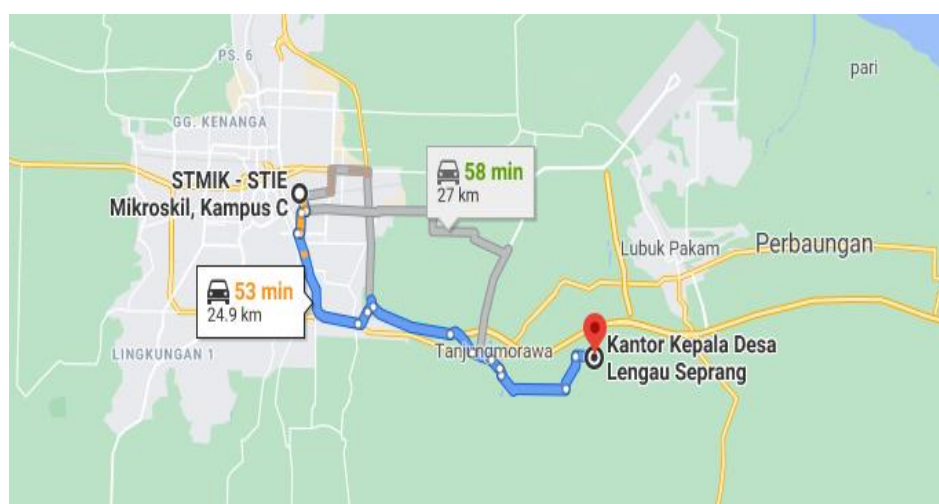 PS. 6
pari
GG. KENANGA
STMIK - STIE
Mikroskil, Kampus C
58 min
27 km
Lubuk Pakam
Perbaungan
53 min
24.9 km
LINGKUNGAN 1
Tanjungmorawa
Kantor Kepala Desa
Lengau Seprang